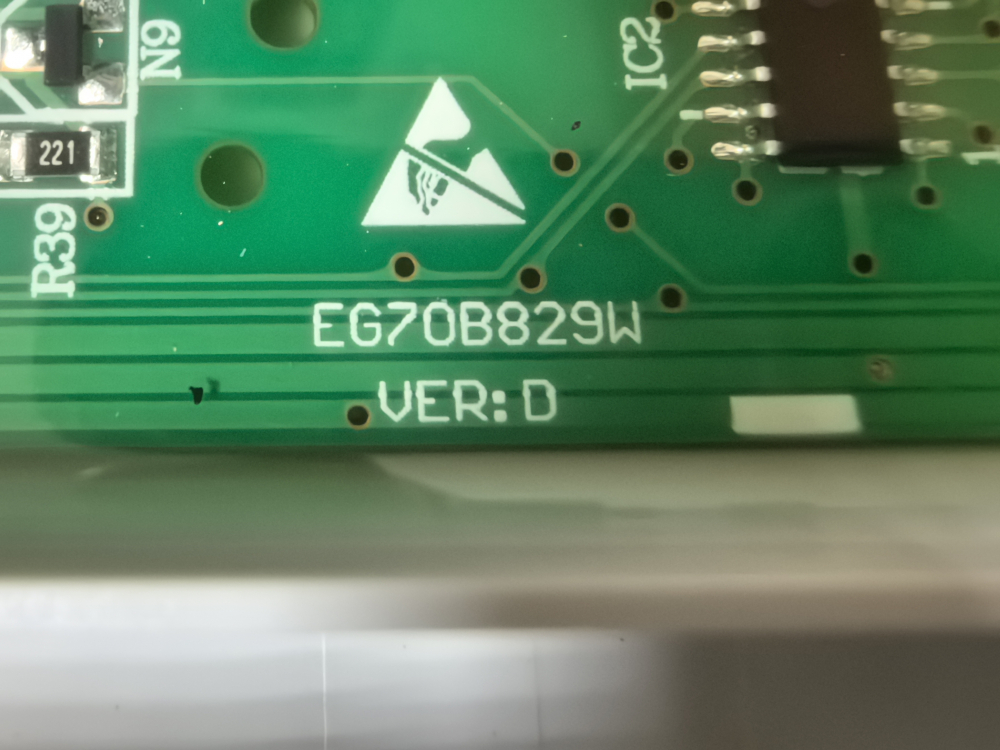 N9
IC2
221
R39
EG70B829W
VER:D